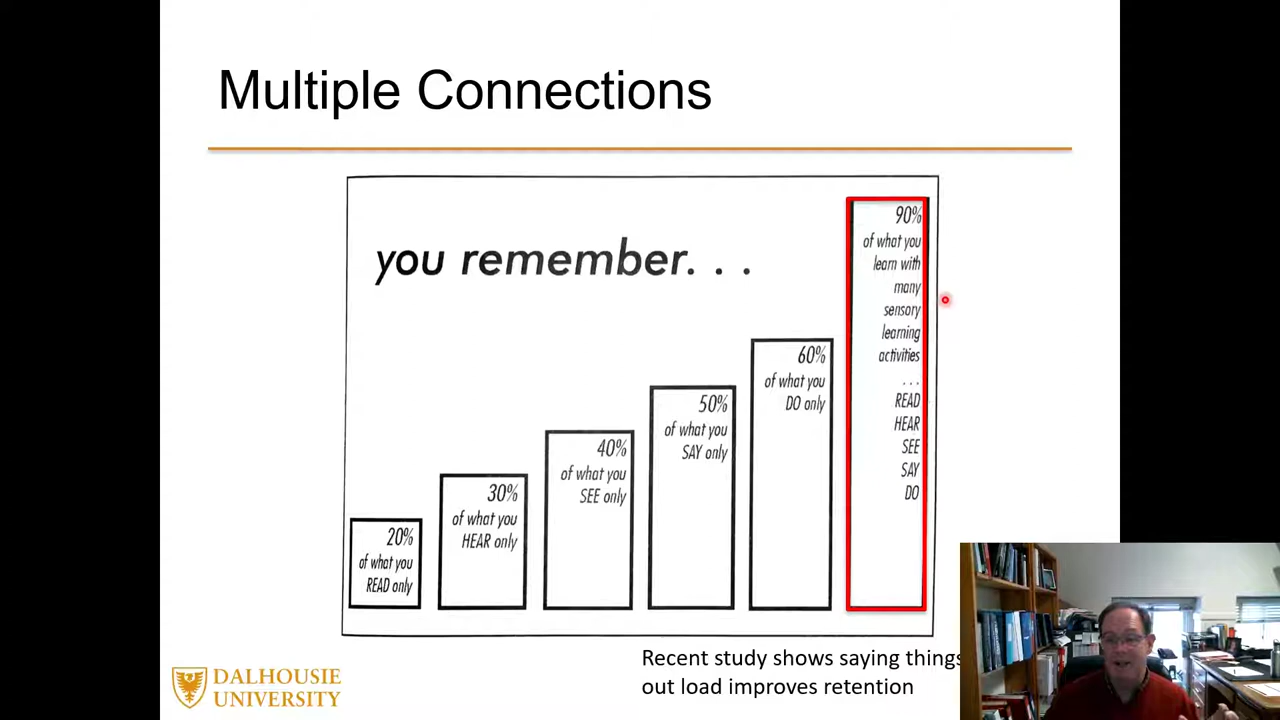 Multiple Connections
you remember. . .
20%
of what you
READ only
30%
of what you
HEAR only
40%
of what you
SEE only
50%
of what you
SAY only
60%
of what you
DO only
90%
of what you
learn with
many
sensory
learning
activities
. . .
READ
HEAR
SEE
SAY
DO
Recent study shows saying things
out load improves retention
DALHOUSIE
UNIVERSITY